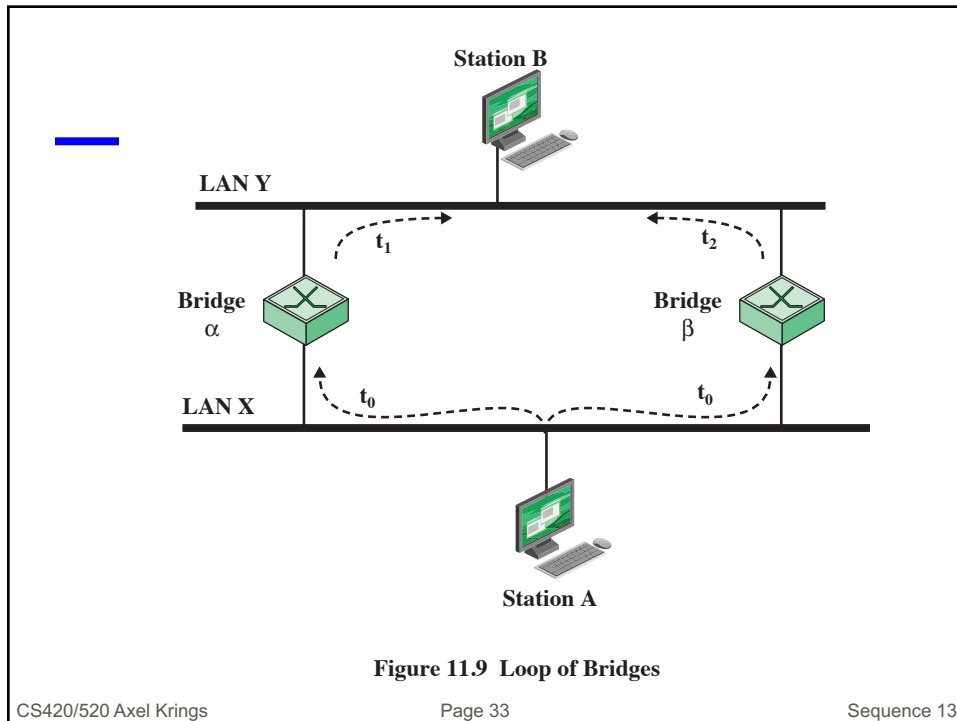 Station B
LAN Y
t1
t2
Bridge
α
Bridge
β
t0
t0
LAN X
Station A
Figure 11.9 Loop of Bridges
CS420/520 Axel Krings
Page 33
Sequence 13